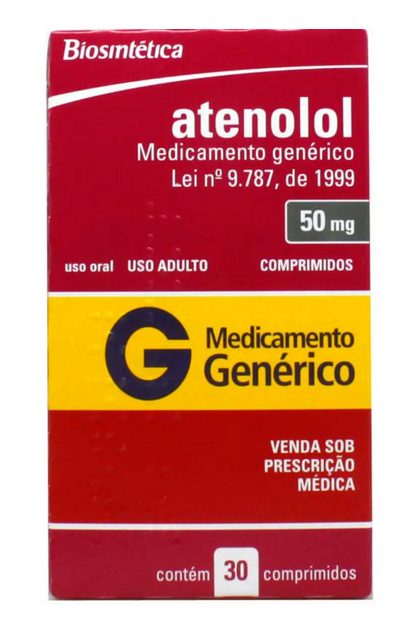 Biosintética
atenolol
Medicamento genérico
Lei nº 9.787, de 1999
50 mg
uso oral USO ADULTO COMPRIMIDOS
G Medicamento
Genérico
VENDA SOB
PRESCRIÇÃO
MÉDICA
contém 30 comprimidos